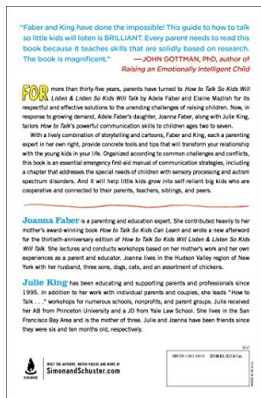 "Faber and King have done the impossible! This guide to how to talk
so little kids will listen is BRILLIANT. Every parent needs to read this
book because it teaches skills that are solidly based on research.
The book is magnificent." —JOHN GOTTMAN, PHD, author of
Raising an Emotionally Intelligent Child
FOR more than thirty-five years, parents have turned to How to Talk So Kids Will
Listen & Listen So Kids Will Talk by Adele Faber and Elaine Mazlish for its
respectful and effective solutions to the unending challenges of raising children. Now, in
response to growing demand, Adele Faber's daughter, Joanna Faber, along with Julie King,
tailors How to Talk's powerful communication skills to children ages two to seven.
With a lively combination of storytelling and cartoons, Faber and King, each a parenting
expert in her own right, provide concrete tools and tips that will transform your relationship
with the young kids in your life. Organized according to common challenges and conflicts,
this book is an essential emergency first-aid manual of communication strategies, including
a chapter that addresses the special needs of children with sensory processing and autism
spectrum disorders. And it will help little kids grow into self-reliant big kids who are
cooperative and connected to their parents, teachers, siblings, and peers.
Joanna Faber is a parenting and education expert. She contributed heavily to her
mother's award-winning book How to Talk So Kids Can Learn and wrote a new afterword
for the thirtieth-anniversary edition of How to Talk So Kids Will Listen & Listen So Kids
Will Talk. She lectures and conducts workshops based on her mother's work and her own
experiences as a parent and educator. Joanna lives in the Hudson Valley region of New
York with her husband, three sons, dogs, cats, and an assortment of chickens.
Julie King has been educating and supporting parents and professionals since
1995. In addition to her work with individual parents and couples, she leads "How to
Talk . . ." workshops for numerous schools, nonprofits, and parent groups. Julie received
her AB from Princeton University and a JD from Yale Law School. She lives in the San
Francisco Bay Area and is the mother of three. Julie and Joanna have been friends since
they were six and ten months old, respectively.
MEET THE AUTHORS, WATCH VIDEOS AND MORE AT
SimonandSchuster.com
SCRIBNER